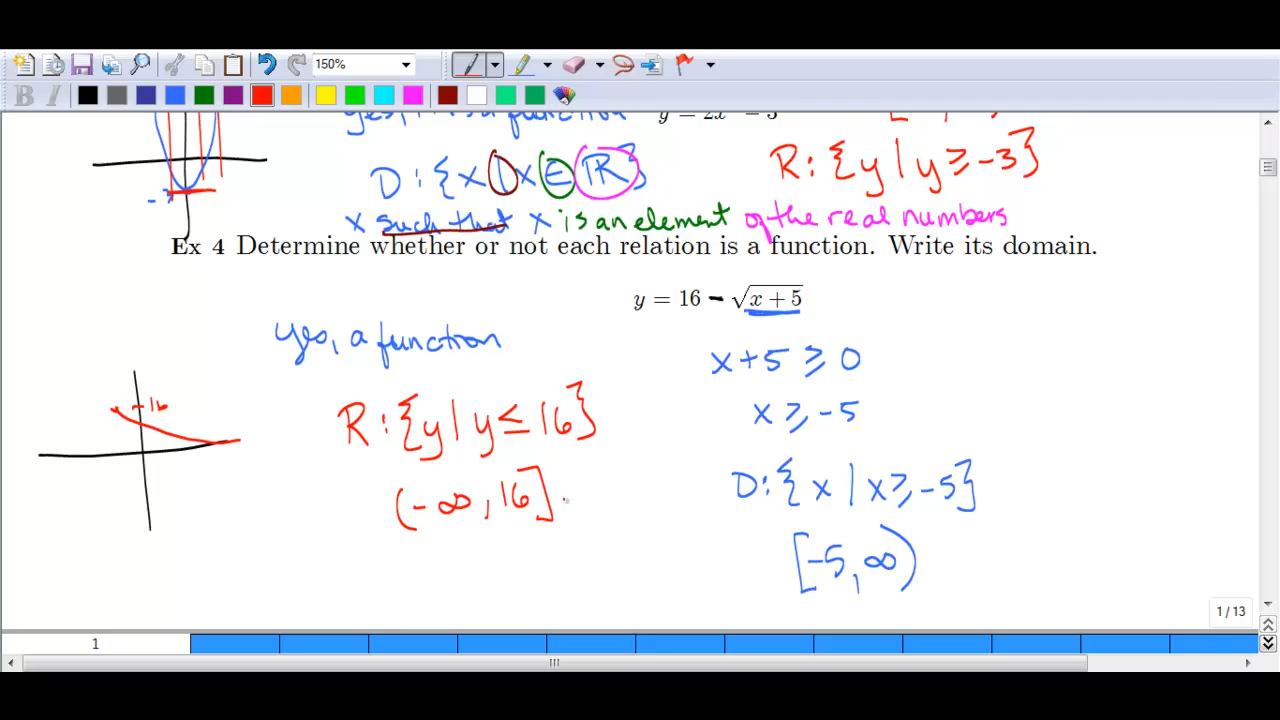 150%
B I
y = 2x - 3
D: {x | x ∈ ℝ}
R: {y | y ≥ -3}
x such that x is an element of the real numbers
Ex 4 Determine whether or not each relation is a function. Write its domain.
y = 16 - √x + 5
yes, a function
x + 5 ≥ 0
x ≥ -5
16
R: {y | y ≤ 16}
(-∞, 16]
D: {x | x ≥ -5}
[-5, ∞)
1 / 13
1